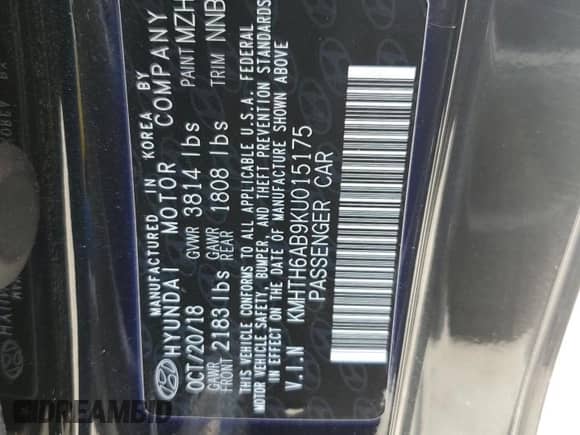 MANUFACTURED IN KOREA BY
HYUNDAI MOTOR COMPANY
OCT/20/18 GVWR 3814 lbs PAINT MZH
GAWR FRONT 2183 lbs GAWR REAR 1808 lbs TRIM NNB
THIS VEHICLE CONFORMS TO ALL APPLICABLE U.S.A. FEDERAL
MOTOR VEHICLE SAFETY, BUMPER, AND THEFT PREVENTION STANDARDS
IN EFFECT ON THE DATE OF MANUFACTURE SHOWN ABOVE
V.I.N KMHTH6AB9KU015175
PASSENGER CAR
DREAMBID